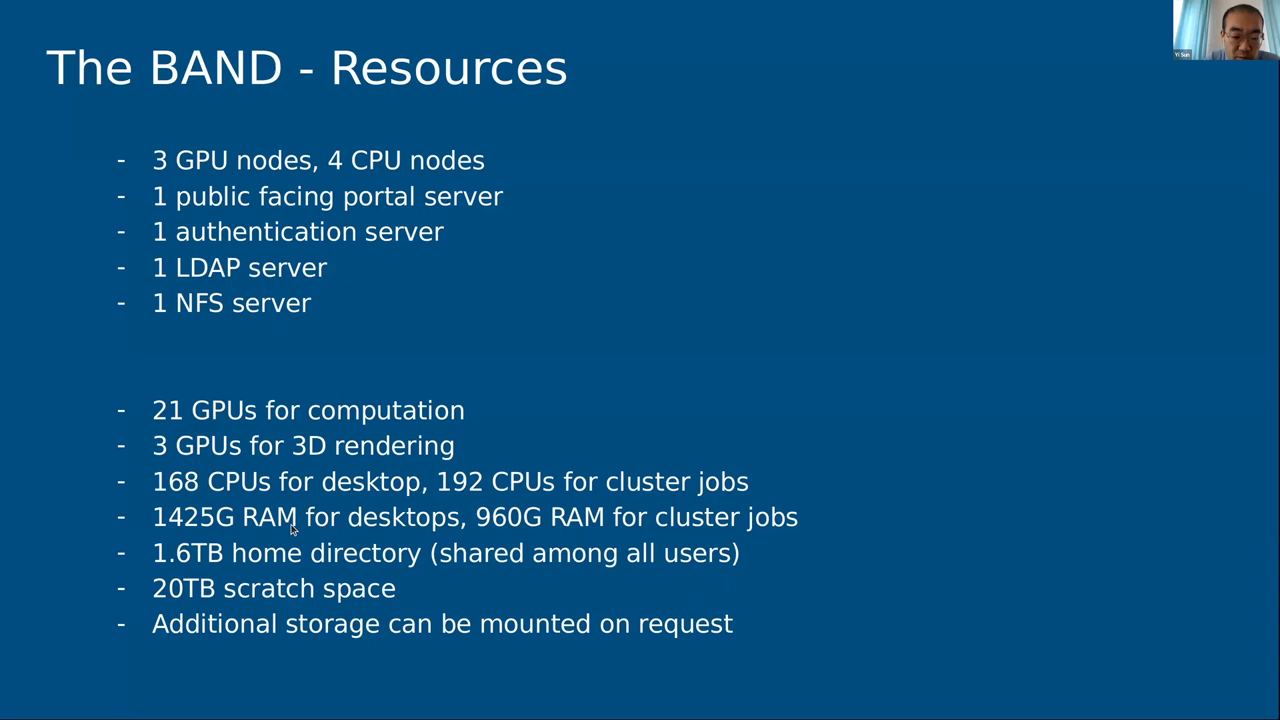 The BAND - Resources
Yi Sun
- 3 GPU nodes, 4 CPU nodes
- 1 public facing portal server
- 1 authentication server
- 1 LDAP server
- 1 NFS server
- 21 GPUs for computation
- 3 GPUs for 3D rendering
- 168 CPUs for desktop, 192 CPUs for cluster jobs
- 1425G RAM for desktops, 960G RAM for cluster jobs
- 1.6TB home directory (shared among all users)
- 20TB scratch space
- Additional storage can be mounted on request